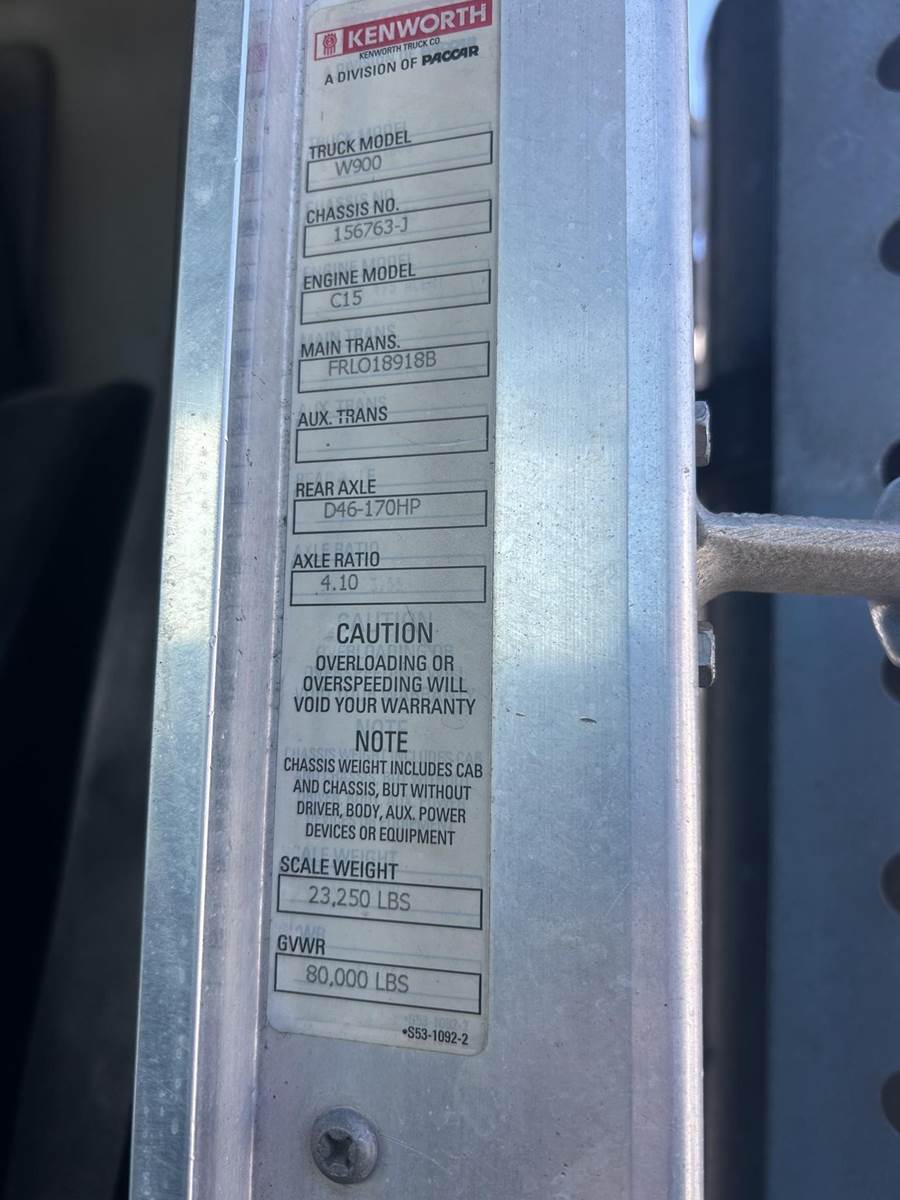 KENWORTH
KENWORTH TRUCK CO
A DIVISION OF PACCAR
TRUCK MODEL
W900
CHASSIS NO.
156763-J
ENGINE MODEL
C15
MAIN TRANS.
FRLO18918B
AUX. TRANS
REAR AXLE
D46-170HP
AXLE RATIO
4.10
CAUTION
OVERLOADING OR
OVERSPEEDING WILL
VOID YOUR WARRANTY
NOTE
CHASSIS WEIGHT INCLUDES CAB
AND CHASSIS, BUT WITHOUT
DRIVER, BODY, AUX. POWER
DEVICES OR EQUIPMENT
SCALE WEIGHT
23,250 LBS
GVWR
80,000 LBS
*S53-1092-2